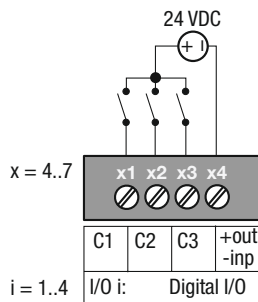 24 VDC
+ I
x = 4..7
x1 x2 x3 x4
C1 C2 C3 +out
-inp
i = 1..4 I/O i: Digital I/O